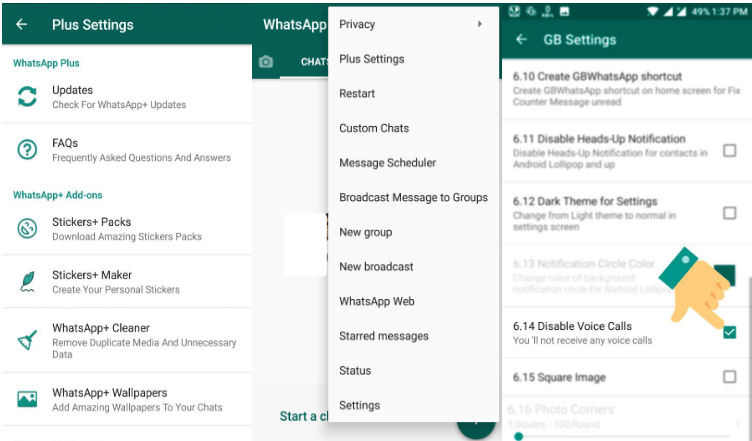 Plus Settings
WhatsApp Plus
Updates
Check For WhatsApp+ Updates
FAQs
Frequently Asked Questions And Answers
WhatsApp+ Add-ons
Stickers+ Packs
Download Amazing Stickers Packs
Stickers+ Maker
Create Your Personal Stickers
WhatsApp+ Cleaner
Remove Duplicate Media And Unnecessary
Data
WhatsApp+ Wallpapers
Add Amazing Wallpapers To Your Chats
WhatsApp
CHATS
Start a
Privacy
Plus Settings
Restart
Custom Chats
Message Scheduler
Broadcast Message to Groups
New group
New broadcast
WhatsApp Web
Starred messages
Status
Settings
49% 1:37 PM
GB Settings
6.10 Create GBWhatsApp shortcut
Create GBWhatsApp shortcut on home screen for Fix
Counter Message unread
6.11 Disable Heads-Up Notification
Disable Heads-Up Notification for contacts in
Android Lollipop and up
6.12 Dark Theme for Settings
Change from Light theme to normal in
settings screen
6.13 Notification Circle Color
Change color of background
notification circle for Android Lollipop
6.14 Disable Voice Calls
You 'll not receive any voice calls
6.15 Square Image
6.16 Photo Corners
1:Square - 100:Round
1